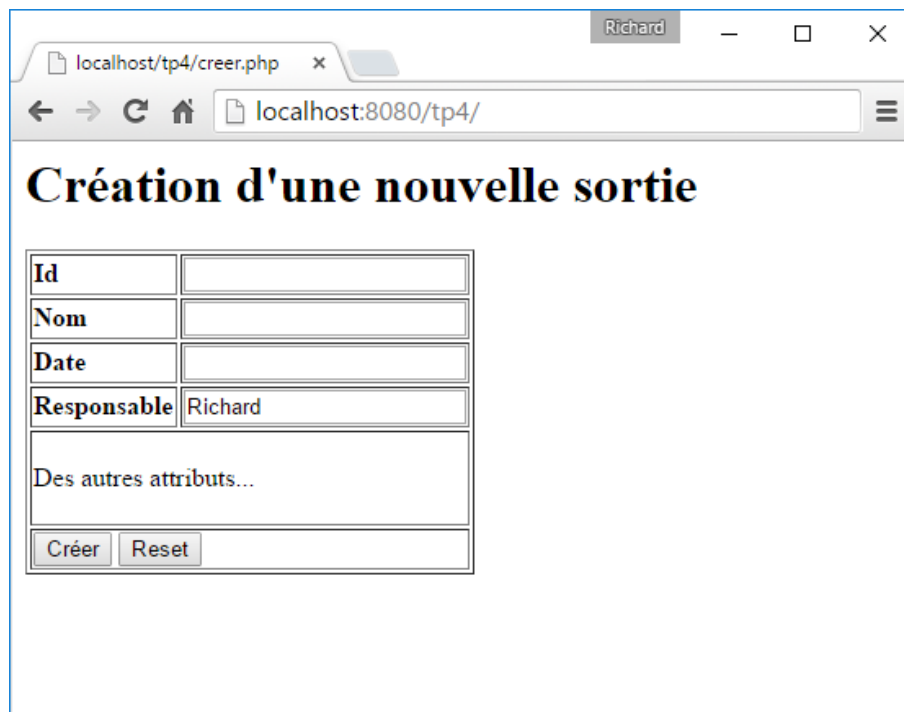 Richard
localhost/tp4/creer.php
localhost:8080/tp4/
Création d'une nouvelle sortie
Id
Nom
Date
Responsable Richard
Des autres attributs...
Créer Reset